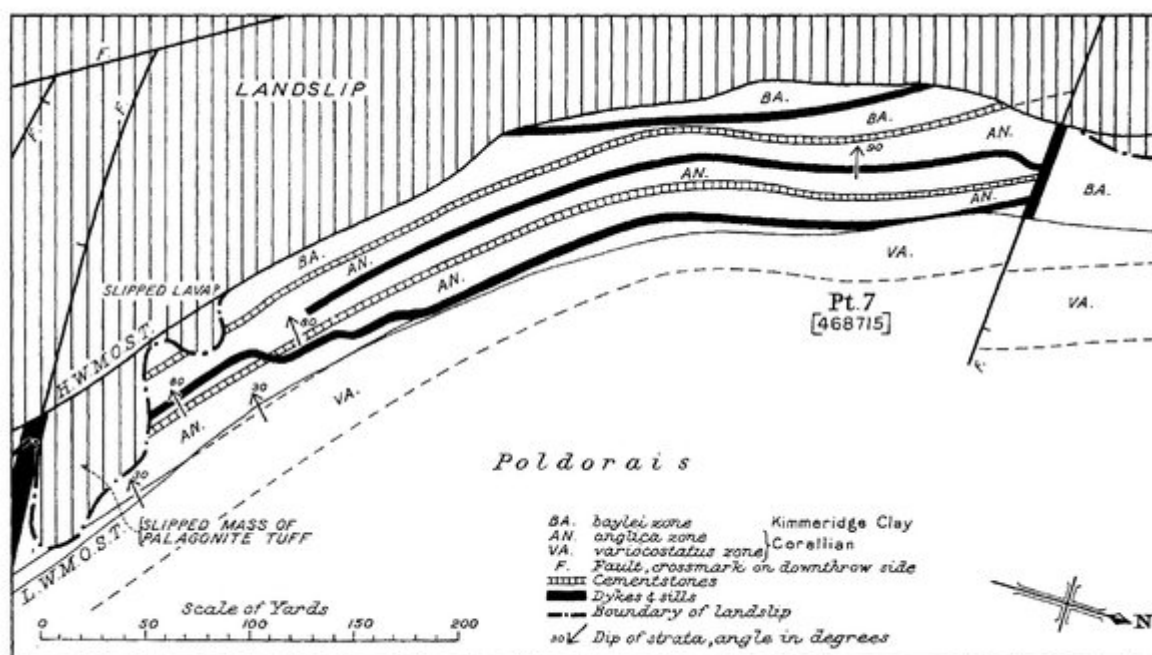 F.
F.
F.
LANDSLIP
BA.
BA.
AN.
90
AN.
AN.
BA.
BA.
AN.
SLIPPED LAVA?
AN.
VA.
Pt.7
[468715]
VA.
H.W.M.O.S.T.
80
80
30
AN.
VA.
F.
Poldorais
SLIPPED MASS OF
PALAGONITE TUFF
L.W.M.O.S.T.
BA. baylei zone Kimmeridge Clay
AN. anglica zone
VA. variocostatus zone } Corallian
F. Fault, crossmark on downthrow side
Cementstones
Dykes & sills
Boundary of landslip
Dip of strata, angle in degrees
Scale of Yards
0 50 100 150 200
N